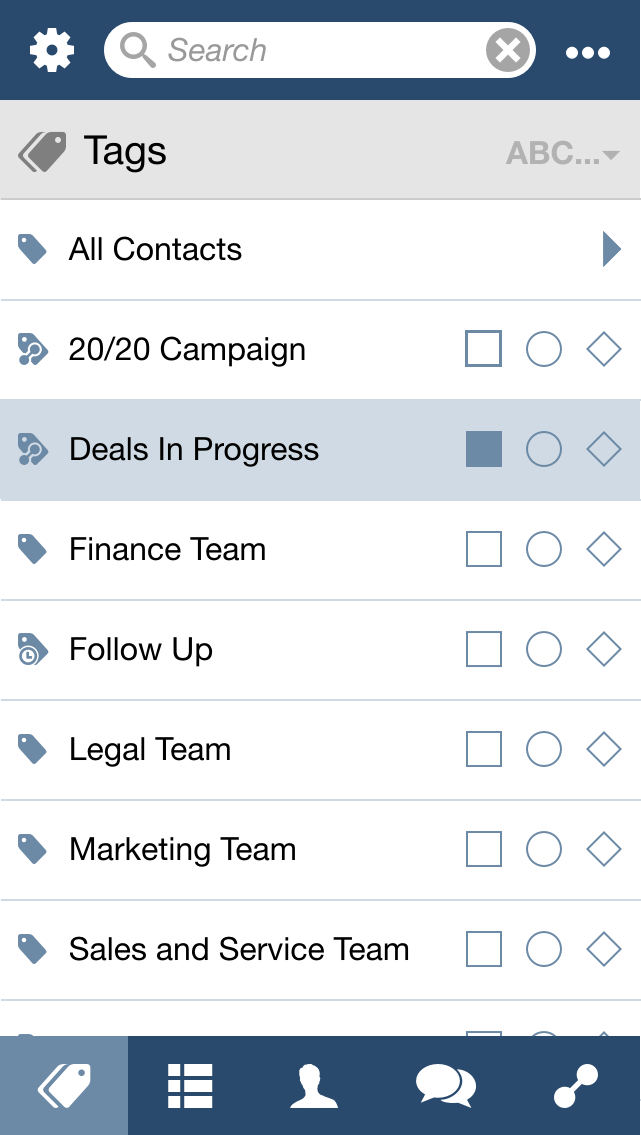 Search
Tags ABC...
All Contacts
20/20 Campaign
Deals In Progress
Finance Team
Follow Up
Legal Team
Marketing Team
Sales and Service Team